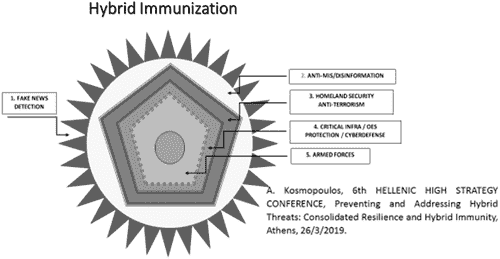 Hybrid Immunization
1. FAKE NEWS
DETECTION
2. ANTI-MIS/DISINFORMATION
3. HOMELAND SECURITY
ANTI-TERRORISM
4. CRITICAL INFRA / OES
PROTECTION / CYBERDEFENSE
5. ARMED FORCES
A. Kosmopoulos, 6th HELLENIC HIGH STRATEGY
CONFERENCE, Preventing and Addressing Hybrid
Threats: Consolidated Resilience and Hybrid Immunity,
Athens, 26/3/2019.